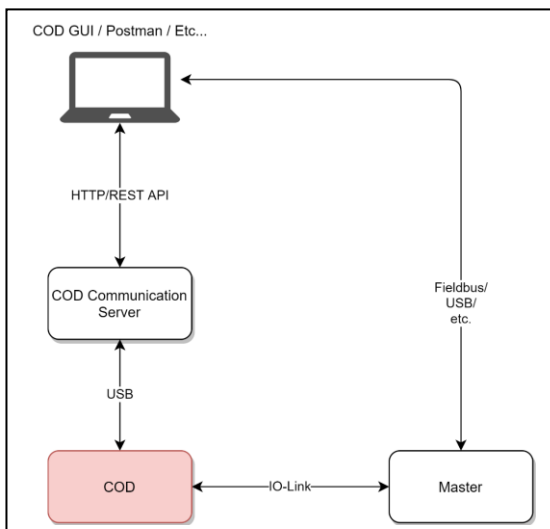 COD GUI / Postman / Etc...
HTTP/REST API
COD Communication
Server
Fieldbus/
USB/
etc.
USB
COD
IO-Link
Master